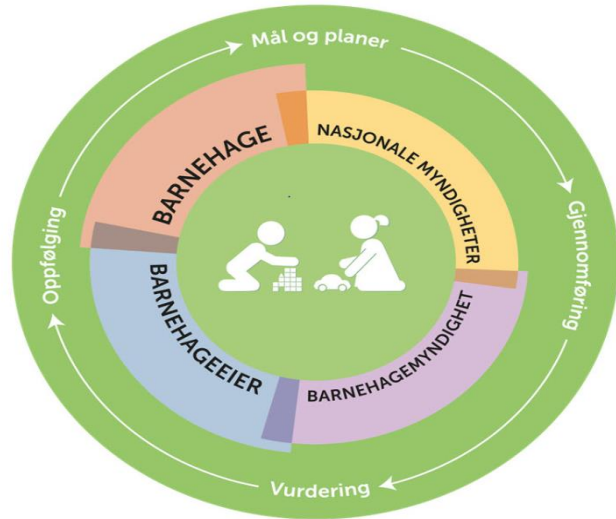 Mål og planer
BARNEHAGE
NASJONALE MYNDIGHETER
Oppfølging
Gjennomføring
BARNEHAGEEIER
BARNEHAGEMYNDIGHET
Vurdering